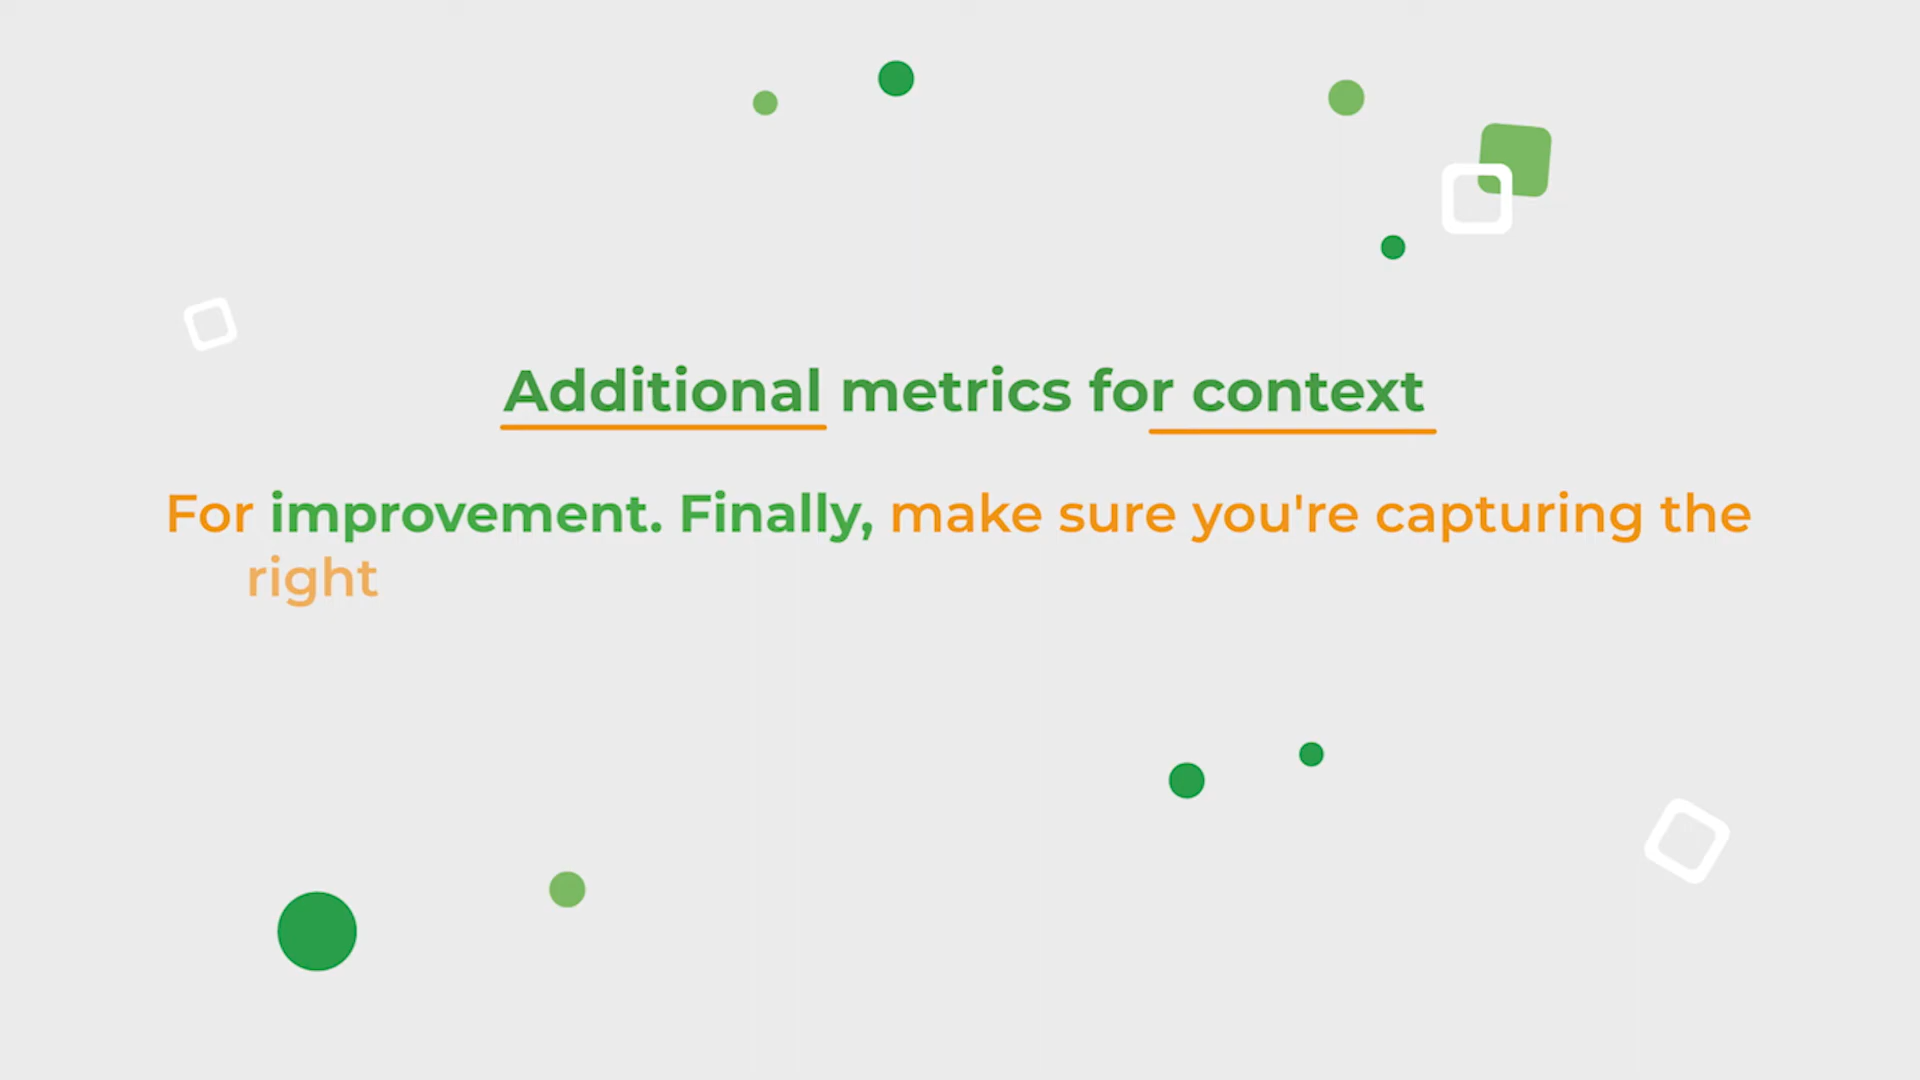 Additional metrics for context
For improvement. Finally, make sure you're capturing the
right